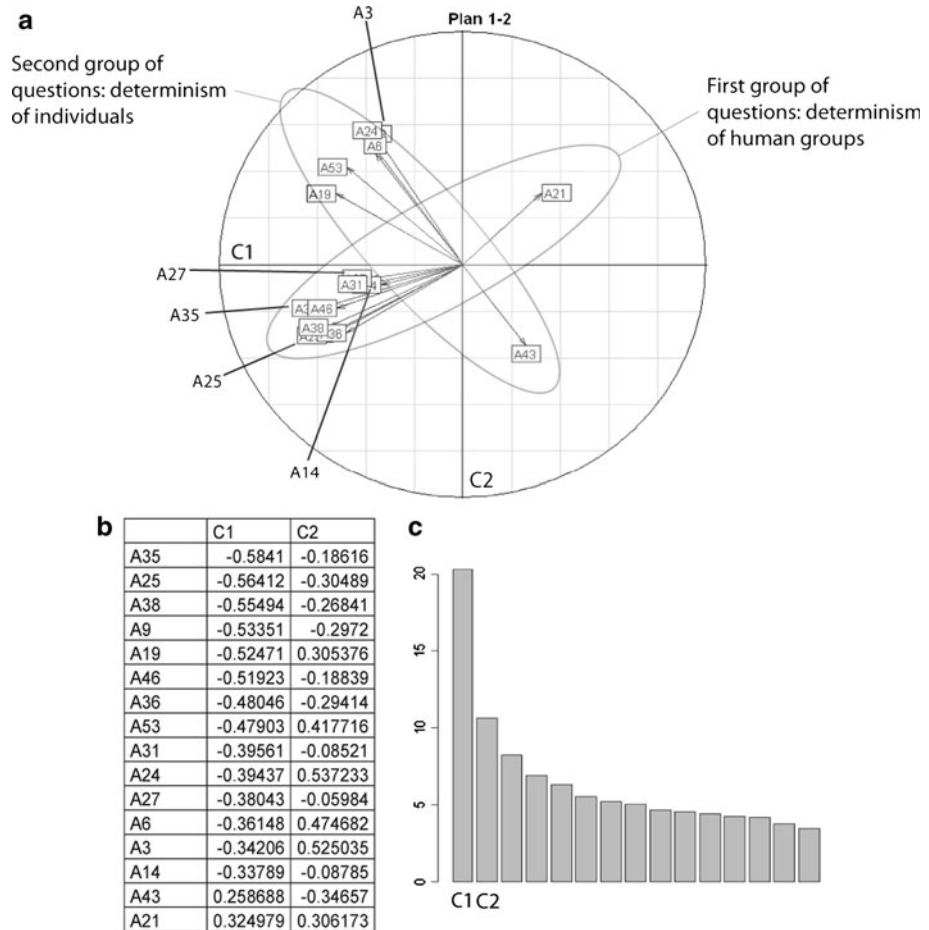 a
A3
Plan 1-2
Second group of
questions: determinism
of individuals
First group of
questions: determinism
of human groups
A24
A6
A53
A19
A21
C1
A27
A31
4
A35
A3
A46
A38
A2
36
A43
A25
A14
C2
b
C1 C2
A35 -0.5841 -0.18616
A25 -0.56412 -0.30489
A38 -0.55494 -0.26841
A9 -0.53351 -0.2972
A19 -0.52471 0.305376
A46 -0.51923 -0.18839
A36 -0.48046 -0.29414
A53 -0.47903 0.417716
A31 -0.39561 -0.08521
A24 -0.39437 0.537233
A27 -0.38043 -0.05984
A6 -0.36148 0.474682
A3 -0.34206 0.525035
A14 -0.33789 -0.08785
A43 0.258688 -0.34657
A21 0.324979 0.306173
c
20
15
10
5
0
C1 C2